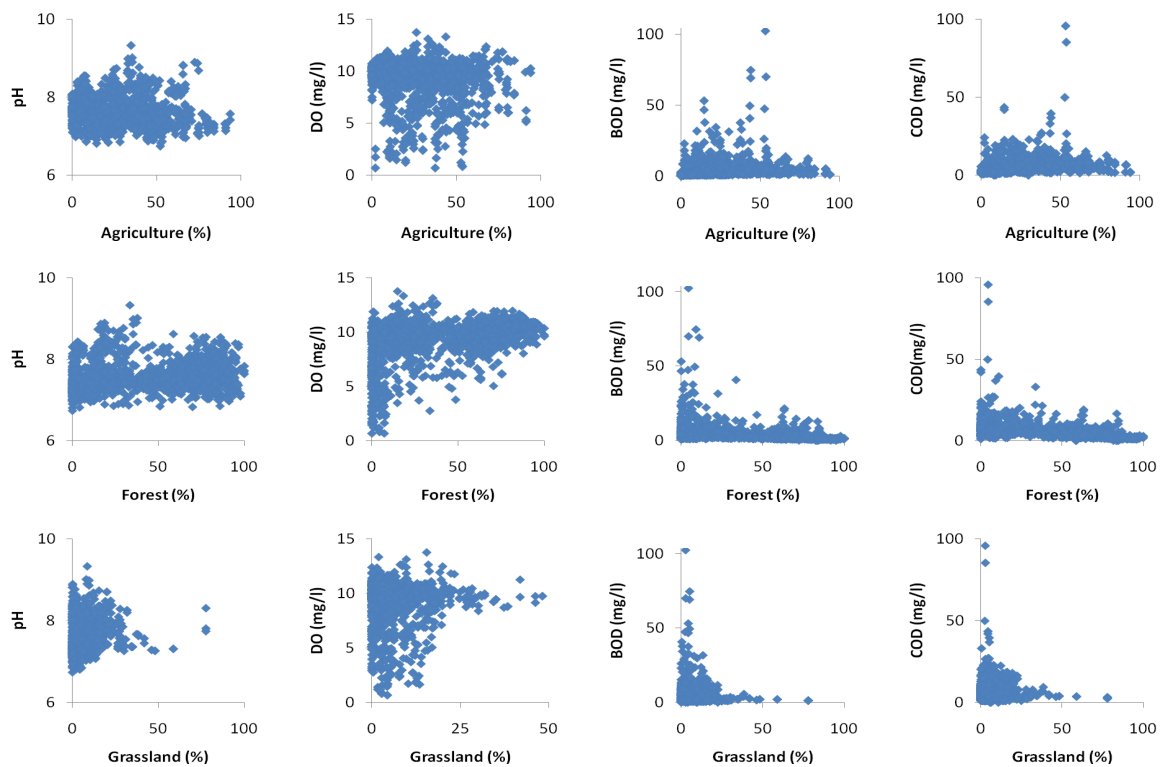 10
8
6
pH
0 50 100
Agriculture (%)
15
10
5
0
DO (mg/l)
0 50 100
Agriculture (%)
100
50
0
BOD (mg/l)
0 50 100
Agriculture (%)
100
50
0
COD (mg/l)
0 50 100
Agriculture (%)
10
8
6
pH
0 50 100
Forest (%)
15
10
5
0
DO (mg/l)
0 50 100
Forest (%)
100
50
0
BOD (mg/l)
0 50 100
Forest (%)
100
50
0
COD(mg/l)
0 50 100
Forest (%)
10
8
6
pH
0 50 100
Grassland (%)
15
10
5
0
DO (mg/l)
0 25 50
Grassland (%)
100
50
0
BOD (mg/l)
0 50 100
Grassland (%)
100
50
0
COD (mg/l)
0 50 100
Grassland (%)